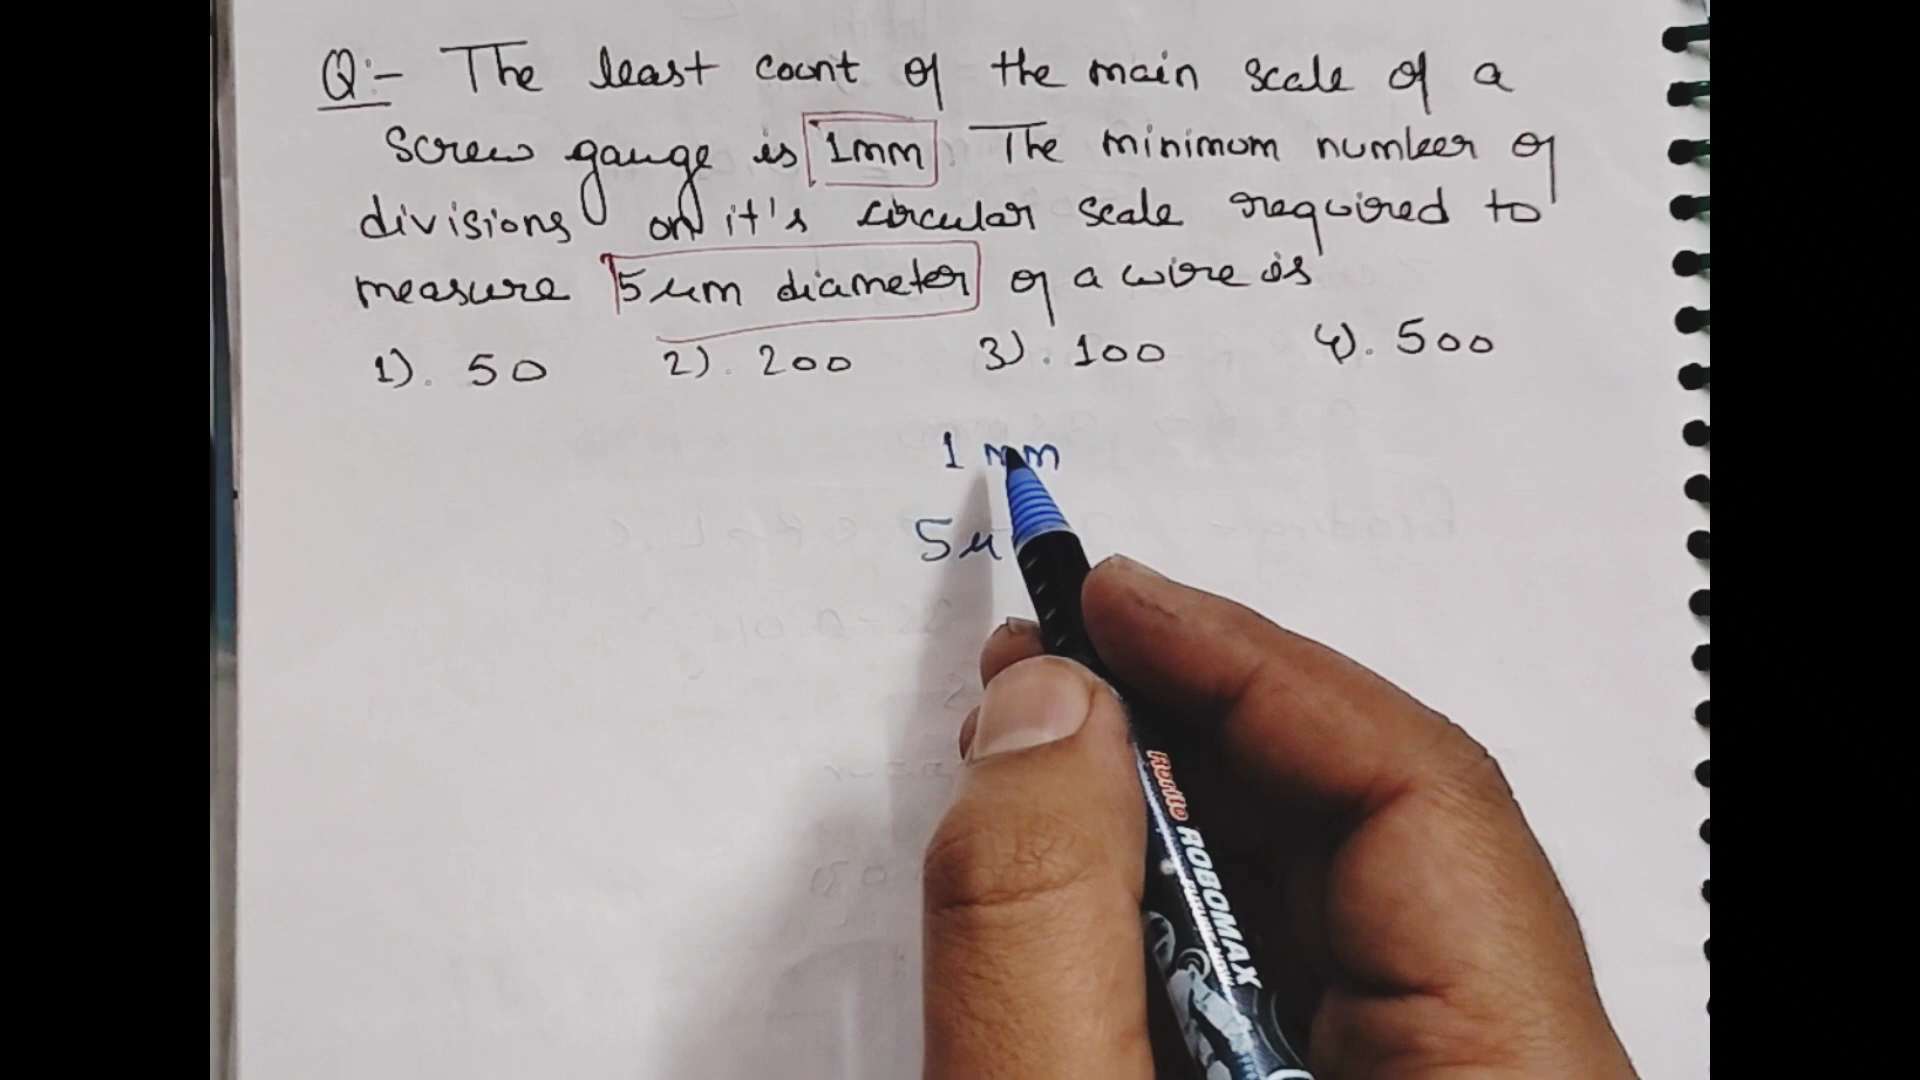 Q:- The least count of the main scale of a
screw gauge is 1mm. The minimum number of
divisions on it's circular scale required to
measure 5μm diameter of a wire is
1). 50 2). 200 3). 100 4). 500
1 mm
5μ
Rorito ROBOMAX